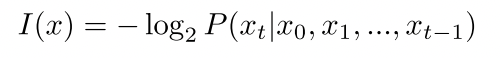 I(x) = − log₂ P(xₜ|x₀, x₁, ..., xₜ₋₁)